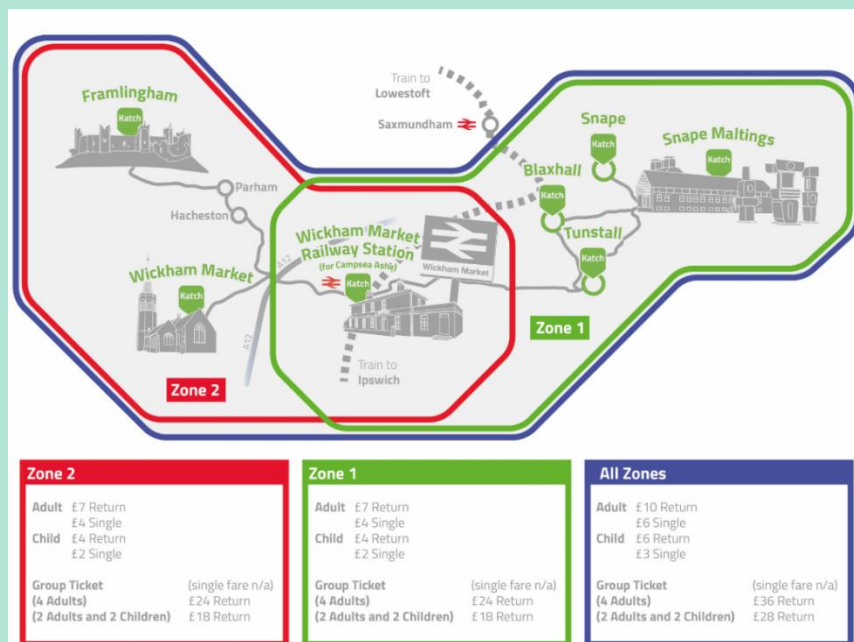 Framlingham
Katch
Train to
Lowestoft
Saxmundham
Snape
Katch
Snape Maltings
Katch
Blaxhall
Katch
Parham
Hacheston
Tunstall
Katch
Wickham Market
Railway Station
(for Campsea Ashe)
Katch
A12
Wickham Market
Wickham Market
Katch
A12
Train to
Ipswich
Zone 1
Zone 2
Zone 2
Adult £7 Return
£4 Single
Child £4 Return
£2 Single
Group Ticket (single fare n/a)
(4 Adults) £24 Return
(2 Adults and 2 Children) £18 Return
Zone 1
Adult £7 Return
£4 Single
Child £4 Return
£2 Single
Group Ticket (single fare n/a)
(4 Adults) £24 Return
(2 Adults and 2 Children) £18 Return
All Zones
Adult £10 Return
£6 Single
Child £6 Return
£3 Single
Group Ticket (single fare n/a)
(4 Adults) £36 Return
(2 Adults and 2 Children) £28 Return